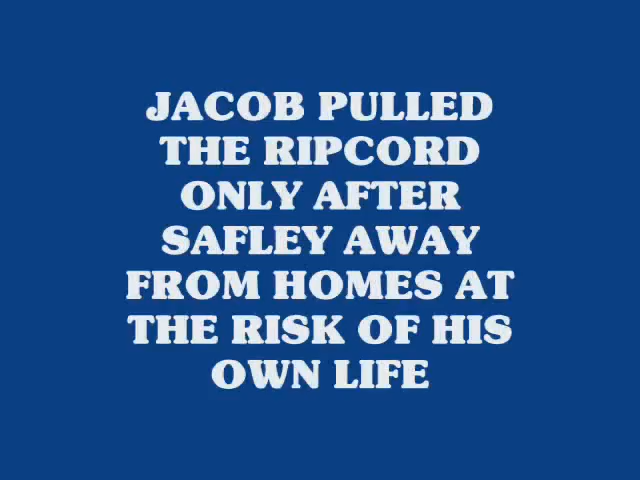 JACOB PULLED
THE RIPCORD
ONLY AFTER
SAFLEY AWAY
FROM HOMES AT
THE RISK OF HIS
OWN LIFE